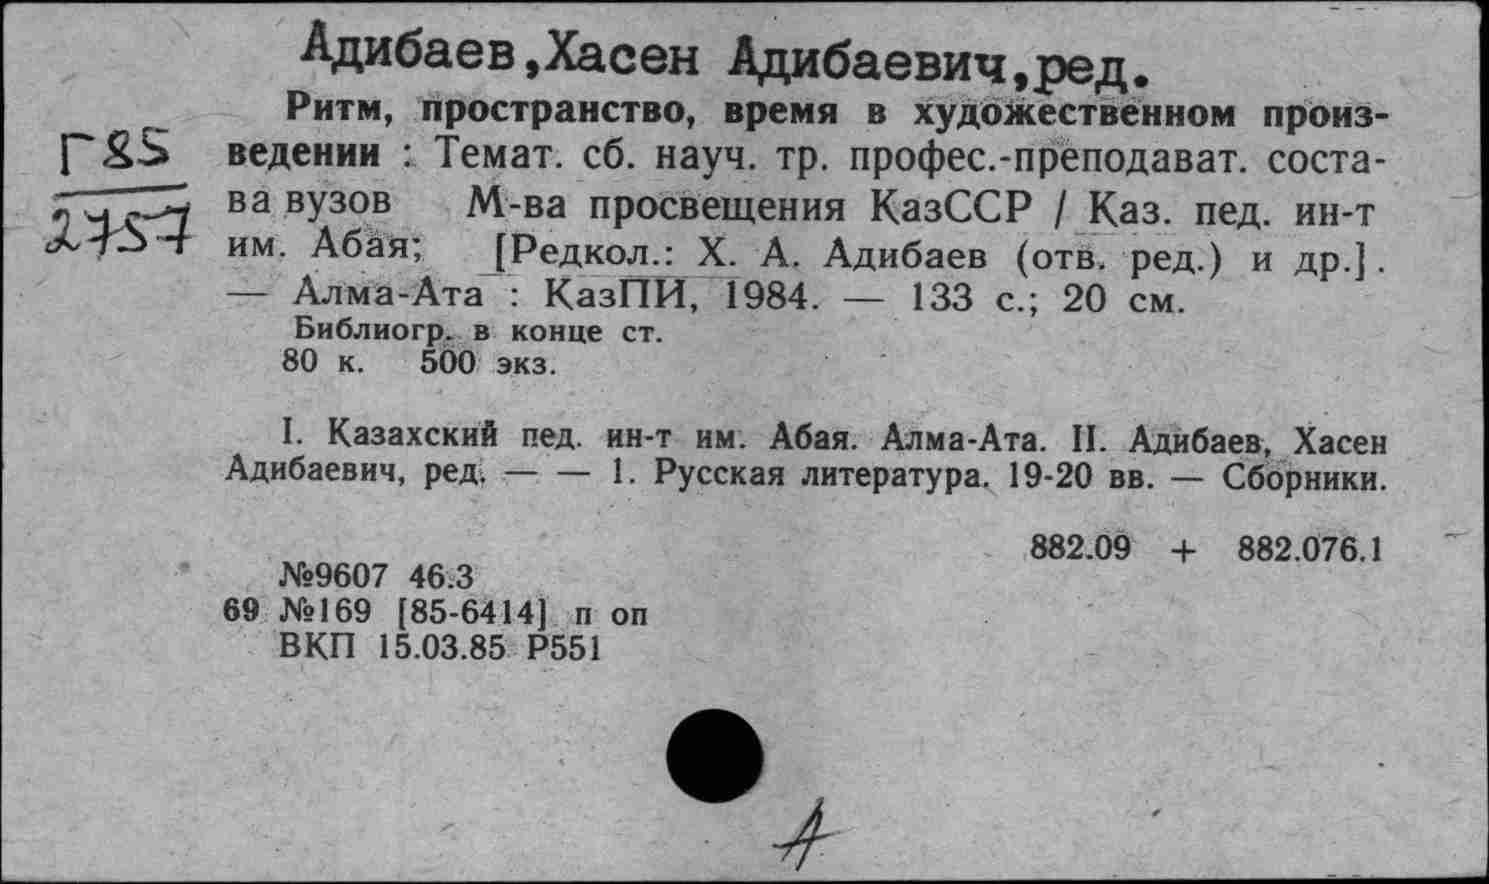 Адибаев,Хасен Адибаевич,ред.
Ритм, пространство, время в художественном произ-
ведении : Темат. сб. науч. тр. профес.-преподават. соста-
ва вузов М-ва просвещения КазССР / Каз. пед. ин-т
им. Абая; [Редкол.: Х. А. Адибаев (отв. ред.) и др.].
— Алма-Ата : КазПИ, 1984. — 133 с.; 20 см.
Библиогр. в конце ст.
80 к. 500 экз.
Г85
2757
I. Казахский пед. ин-т им. Абая. Алма-Ата. II. Адибаев, Хасен
Адибаевич, ред. — — 1. Русская литература. 19-20 вв. — Сборники.
882.09 + 882.076.1
№9607 46.3
69 №169 [85-6414] п оп
ВКП 15.03.85 Р551
А